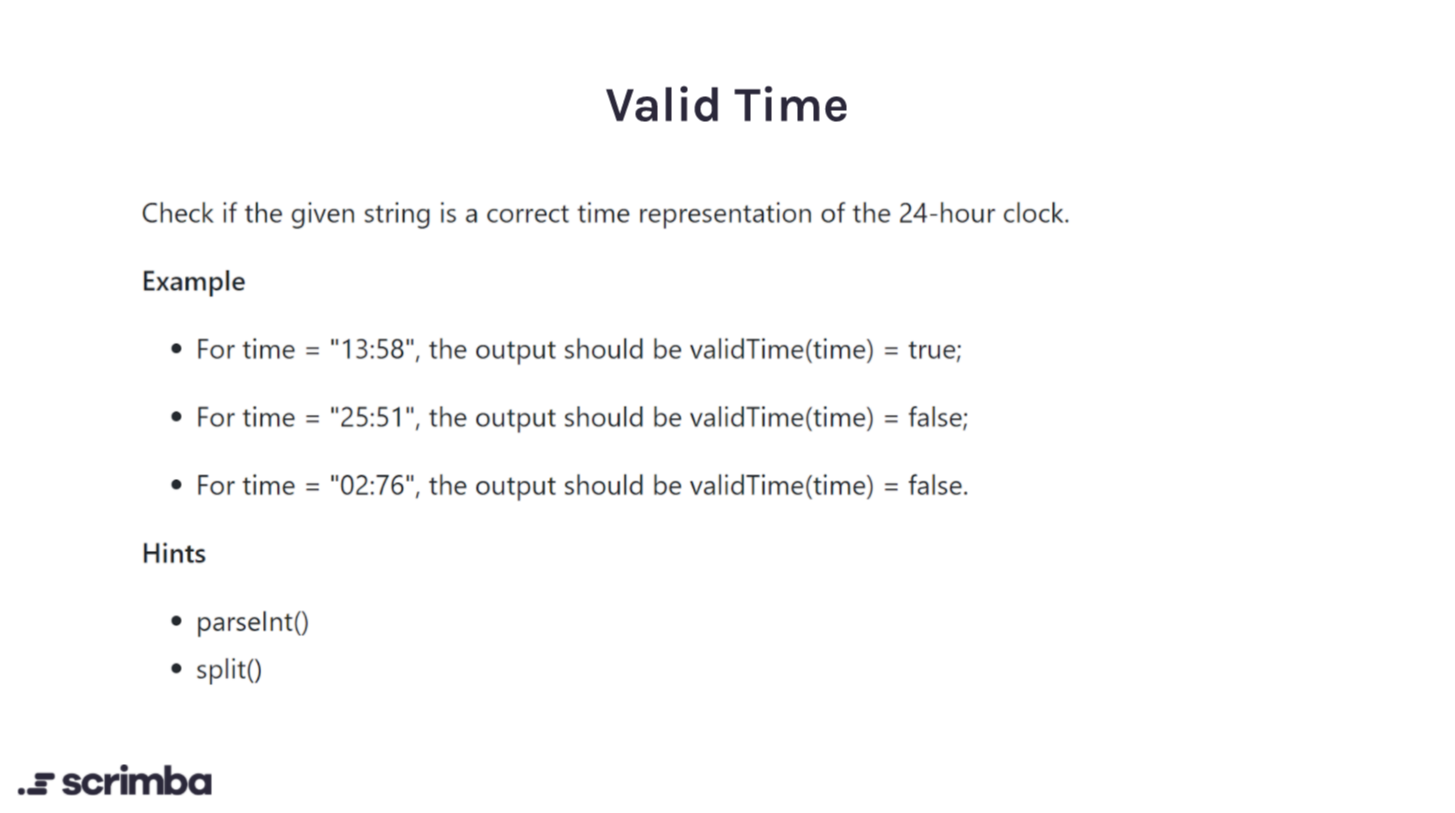 Valid Time
Check if the given string is a correct time representation of the 24-hour clock.
Example
• For time = "13:58", the output should be validTime(time) = true;
• For time = "25:51", the output should be validTime(time) = false;
• For time = "02:76", the output should be validTime(time) = false.
Hints
• parseInt()
• split()
scrimba